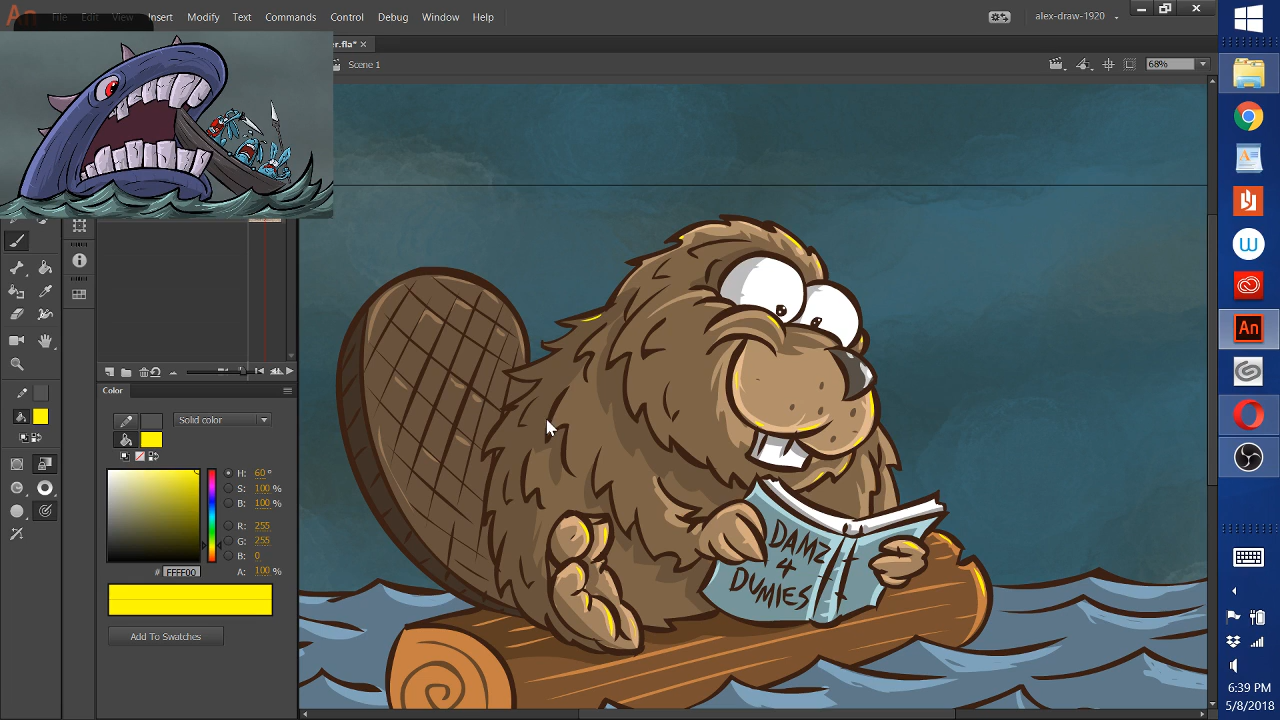 An File Edit View Insert Modify Text Commands Control Debug Window Help alex-draw-1920
er.fla*
Scene 1
68%
Color
Solid color
H: 60 °
S: 100 %
B: 100 %
R: 255
G: 255
B: 0
# FFFF00 A: 100 %
Add To Swatches
DAMZ
4
DUMIES
W
An
6:39 PM
5/8/2018